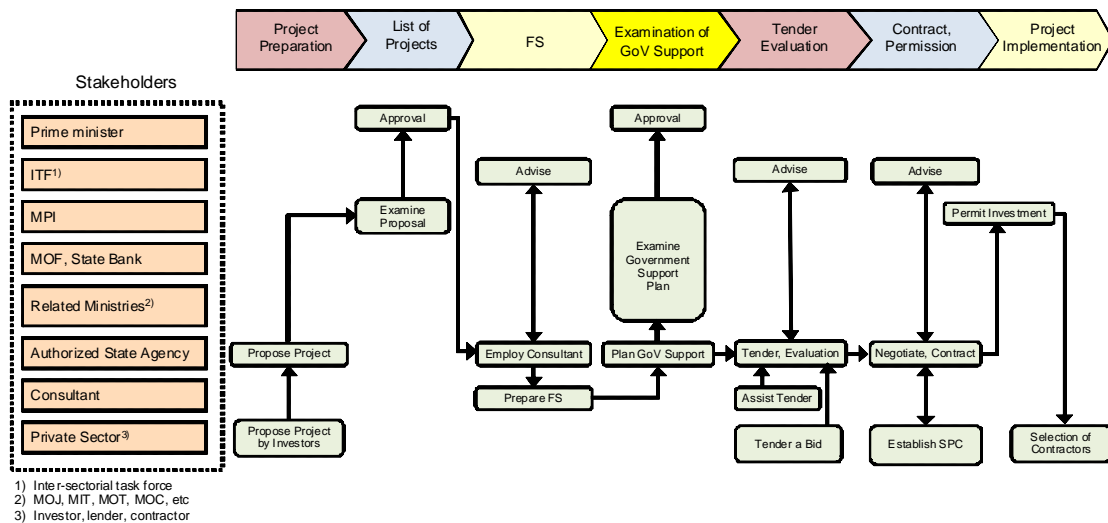 Project
Preparation
List of
Projects
FS
Examination of
GoV Support
Tender
Evaluation
Contract,
Permission
Project
Implementation
Stakeholders
Prime minister
ITF1)
MPI
MOF, State Bank
Related Ministries2)
Authorized State Agency
Consultant
Private Sector3)
Approval
Approval
Advise
Advise
Advise
Examine
Proposal
Permit Investment
Examine
Government
Support
Plan
Propose Project
Employ Consultant
Plan GoV Support
Tender, Evaluation
Negotiate, Contract
Prepare FS
Assist Tender
Propose Project
by Investors
Tender a Bid
Establish SPC
Selection of
Contractors
1) Inter-sectorial task force
2) MOJ, MIT, MOT, MOC, etc
3) Investor, lender, contractor